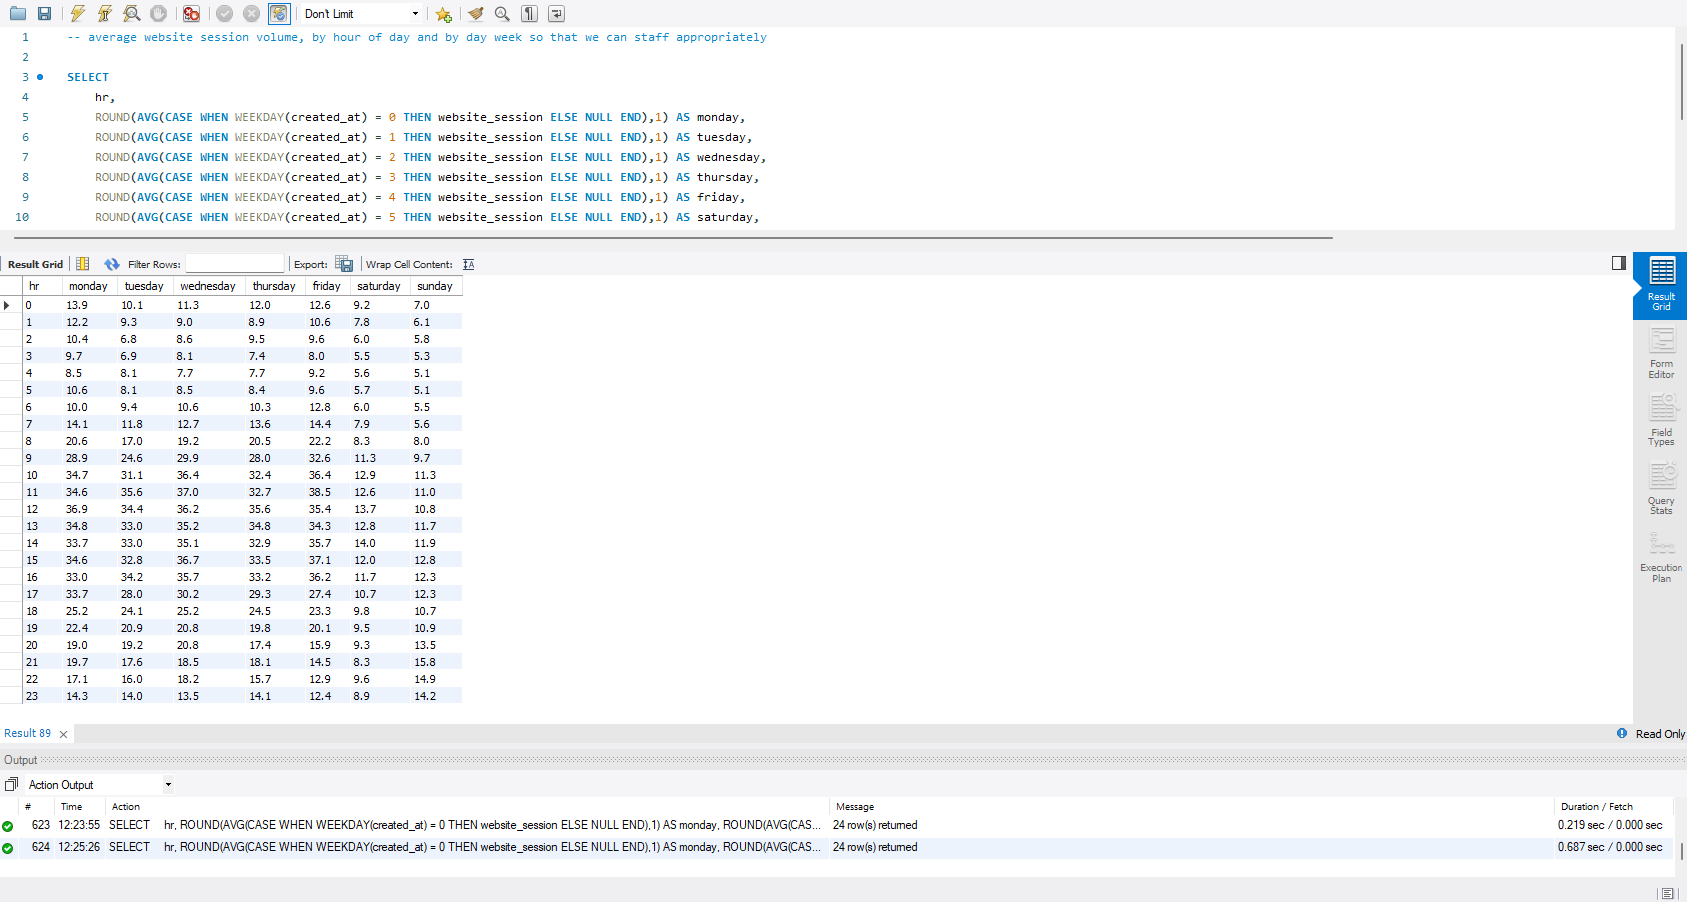 Don't Limit
1 -- average website session volume, by hour of day and by day week so that we can staff appropriately
2
3 SELECT
4 hr,
5 ROUND(AVG(CASE WHEN WEEKDAY(created_at) = 0 THEN website_session ELSE NULL END),1) AS monday,
6 ROUND(AVG(CASE WHEN WEEKDAY(created_at) = 1 THEN website_session ELSE NULL END),1) AS tuesday,
7 ROUND(AVG(CASE WHEN WEEKDAY(created_at) = 2 THEN website_session ELSE NULL END),1) AS wednesday,
8 ROUND(AVG(CASE WHEN WEEKDAY(created_at) = 3 THEN website_session ELSE NULL END),1) AS thursday,
9 ROUND(AVG(CASE WHEN WEEKDAY(created_at) = 4 THEN website_session ELSE NULL END),1) AS friday,
10 ROUND(AVG(CASE WHEN WEEKDAY(created_at) = 5 THEN website_session ELSE NULL END),1) AS saturday,
Result Grid Filter Rows: Export: Wrap Cell Content:
hr monday tuesday wednesday thursday friday saturday sunday
0 13.9 10.1 11.3 12.0 12.6 9.2 7.0
1 12.2 9.3 9.0 8.9 10.6 7.8 6.1
2 10.4 6.8 8.6 9.5 9.6 6.0 5.8
3 9.7 6.9 8.1 7.4 8.0 5.5 5.3
4 8.5 8.1 7.7 7.7 9.2 5.6 5.1
5 10.6 8.1 8.5 8.4 9.6 5.7 5.1
6 10.0 9.4 10.6 10.3 12.8 6.0 5.5
7 14.1 11.8 12.7 13.6 14.4 7.9 5.6
8 20.6 17.0 19.2 20.5 22.2 8.3 8.0
9 28.9 24.6 29.9 28.0 32.6 11.3 9.7
10 34.7 31.1 36.4 32.4 36.4 12.9 11.3
11 34.6 35.6 37.0 32.7 38.5 12.6 11.0
12 36.9 34.4 36.2 35.6 35.4 13.7 10.8
13 34.8 33.0 35.2 34.8 34.3 12.8 11.7
14 33.7 33.0 35.1 32.9 35.7 14.0 11.9
15 34.6 32.8 36.7 33.5 37.1 12.0 12.8
16 33.0 34.2 35.7 33.2 36.2 11.7 12.3
17 33.7 28.0 30.2 29.3 27.4 10.7 12.3
18 25.2 24.1 25.2 24.5 23.3 9.8 10.7
19 22.4 20.9 20.8 19.8 20.1 9.5 10.9
20 19.0 19.2 20.8 17.4 15.9 9.3 13.5
21 19.7 17.6 18.5 18.1 14.5 8.3 15.8
22 17.1 16.0 18.2 15.7 12.9 9.6 14.9
23 14.3 14.0 13.5 14.1 12.4 8.9 14.2
Result
Grid
Form
Editor
Field
Types
Query
Stats
Execution
Plan
Result 89
Read Only
Output
Action Output
# Time Action Message Duration / Fetch
623 12:23:55 SELECT hr, ROUND(AVG(CASE WHEN WEEKDAY(created_at) = 0 THEN website_session ELSE NULL END),1) AS monday, ROUND(AVG(CAS... 24 row(s) returned 0.219 sec / 0.000 sec
624 12:25:26 SELECT hr, ROUND(AVG(CASE WHEN WEEKDAY(created_at) = 0 THEN website_session ELSE NULL END),1) AS monday, ROUND(AVG(CAS... 24 row(s) returned 0.687 sec / 0.000 sec